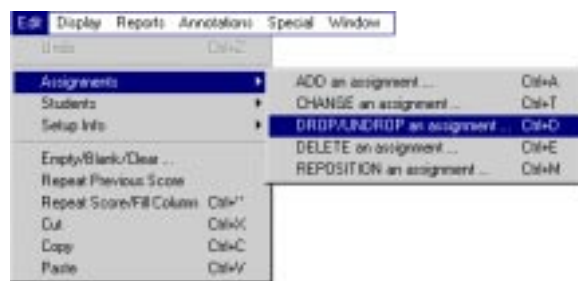 Edit Display Reports Annotations Special Window
Undo Ctrl+Z
Assignments
Students
Setup Info
Empty/Blank/Clear ...
Repeat Previous Score
Repeat Score/Fill Column Ctrl+"
Cut Ctrl+X
Copy Ctrl+C
Paste Ctrl+V
ADD an assignment ... Ctrl+A
CHANGE an assignment ... Ctrl+T
DROP/UNDROP an assignment ... Ctrl+D
DELETE an assignment ... Ctrl+E
REPOSITION an assignment ... Ctrl+M